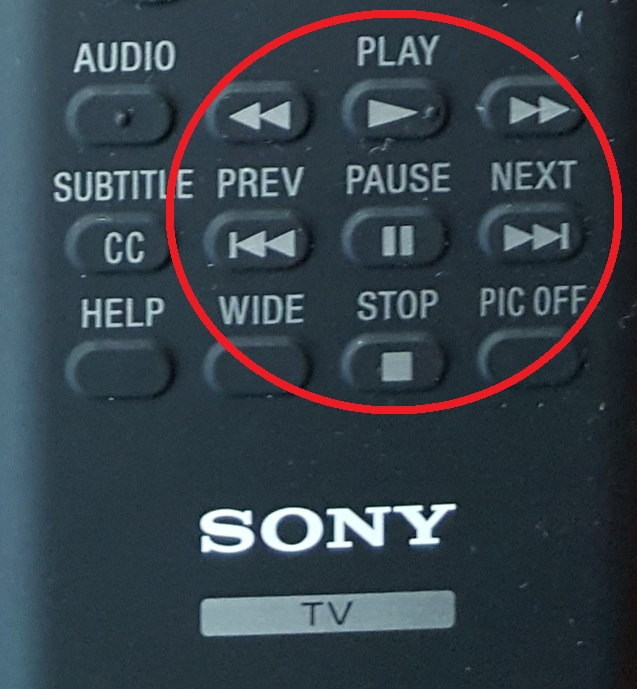 AUDIO PLAY
SUBTITLE PREV PAUSE NEXT
CC
HELP WIDE STOP PIC OFF
SONY
TV